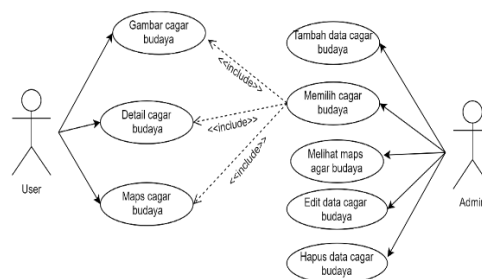 Gambar cagar
budaya
Tambah data cagar
budaya
<<include>>
Memilih cagar
budaya
Detail cagar
budaya
<<include>>
<<include>>
Melihat maps
agar budaya
User
Admin
Maps cagar
budaya
Edit data cagar
budaya
Hapus data cagar
budaya